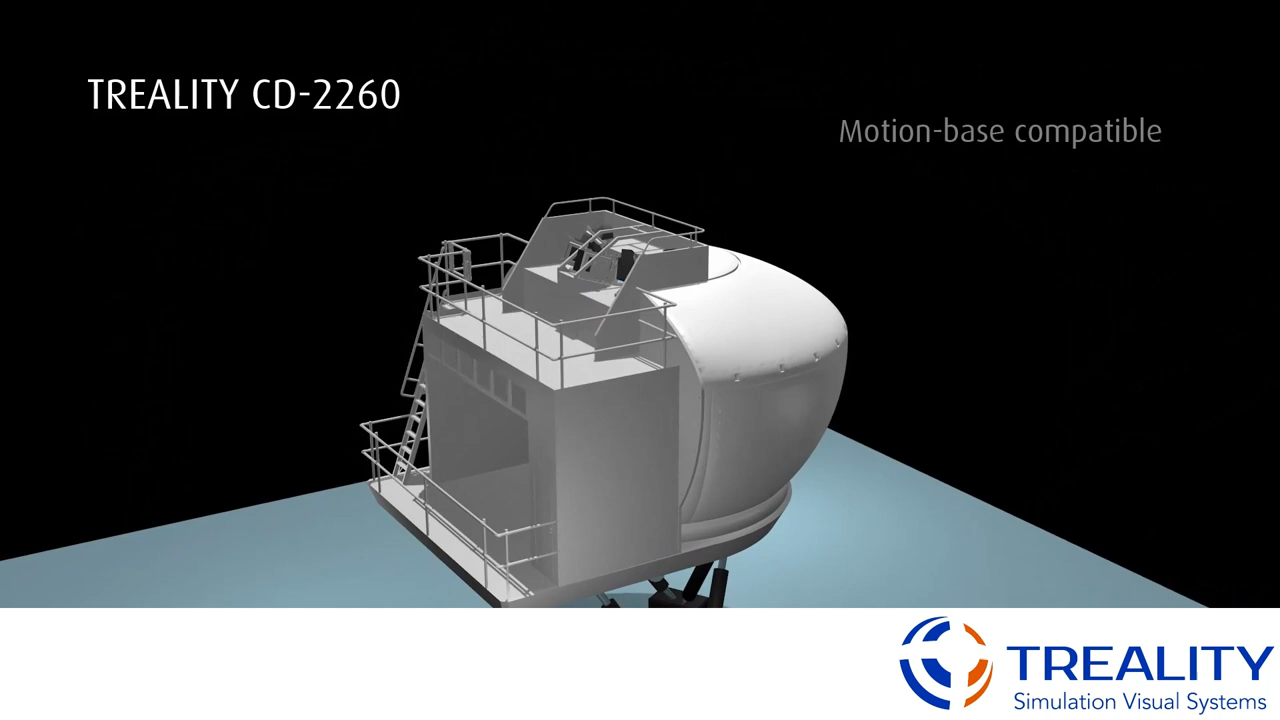 TREALITY CD-2260
Motion-base compatible
TREALITY
Simulation Visual Systems